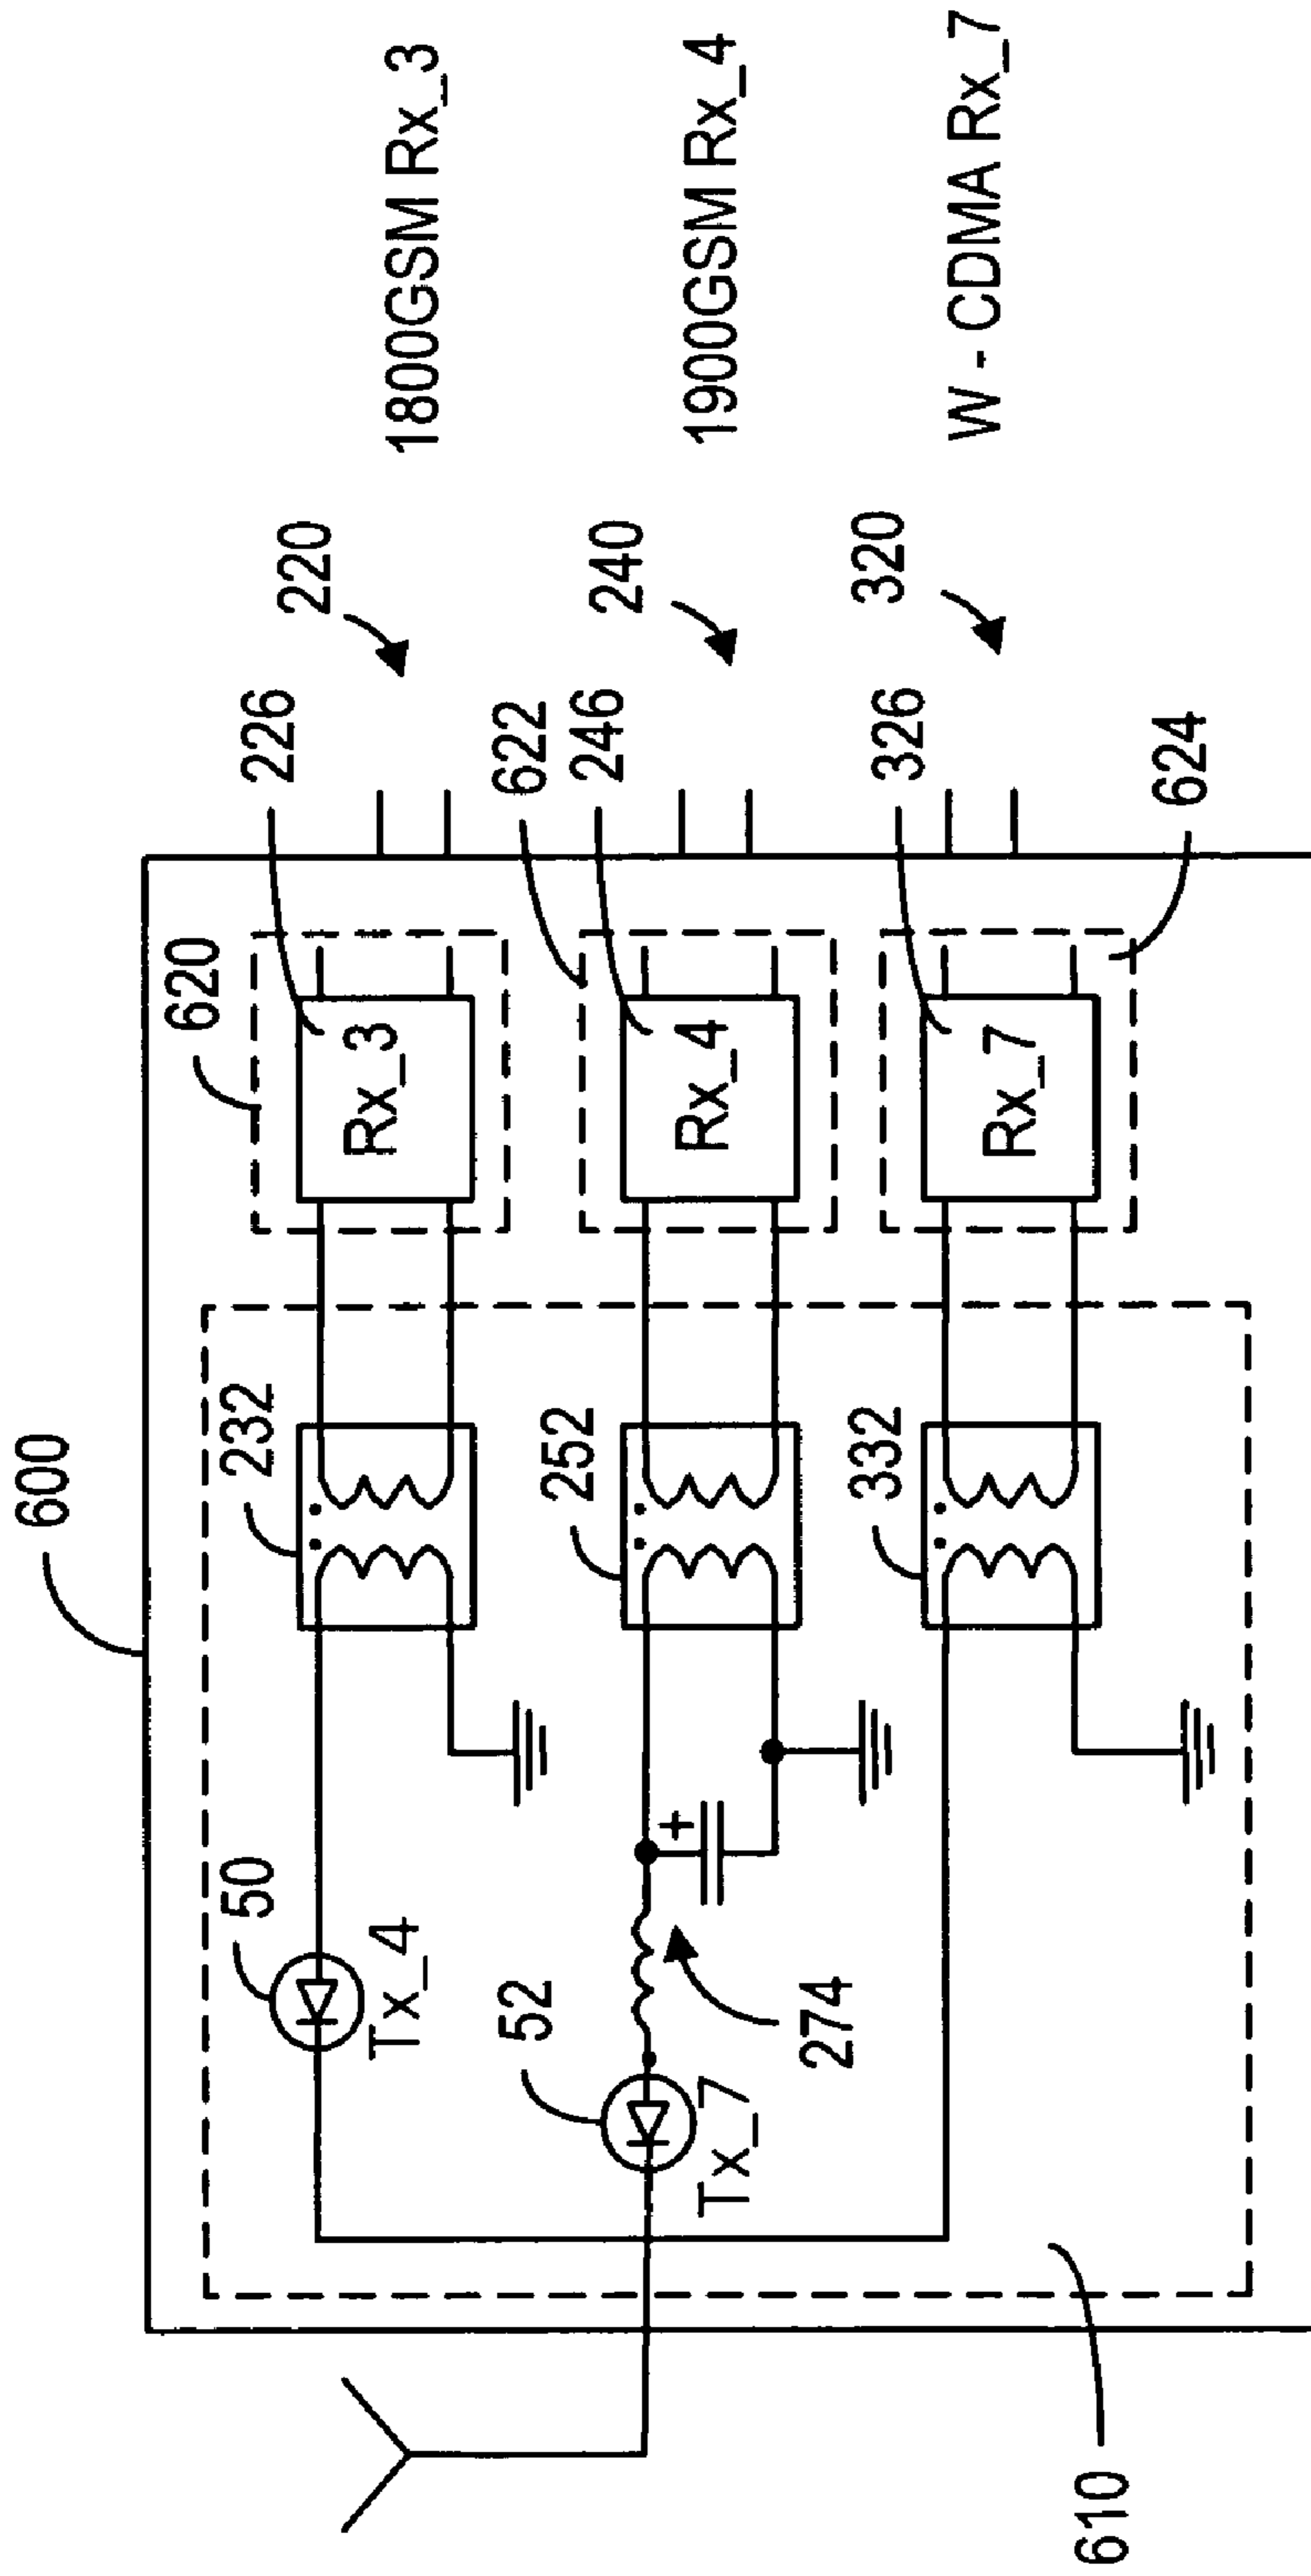 600
620
226
220
1800GSM Rx_3
50
232
Rx_3
Tx_4
622
246
240
1900GSM Rx_4
52
252
+
Rx_4
Tx_7
274
326
320
W - CDMA Rx_7
332
Rx_7
624
610